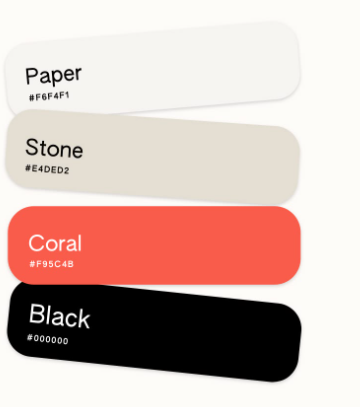 Paper
#F6F4F1
Stone
#E4DED2
Coral
#F95C4B
Black
#000000